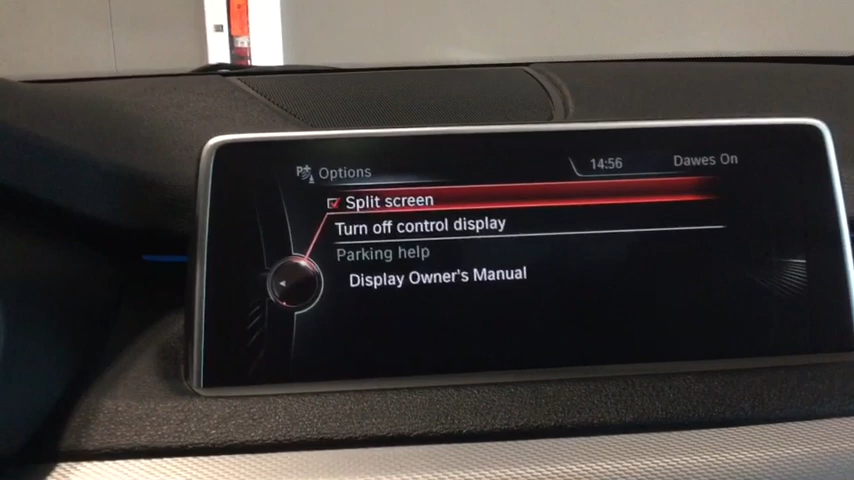 Options
14:56
Dawes On
Split screen
Turn off control display
Parking help
Display Owner's Manual